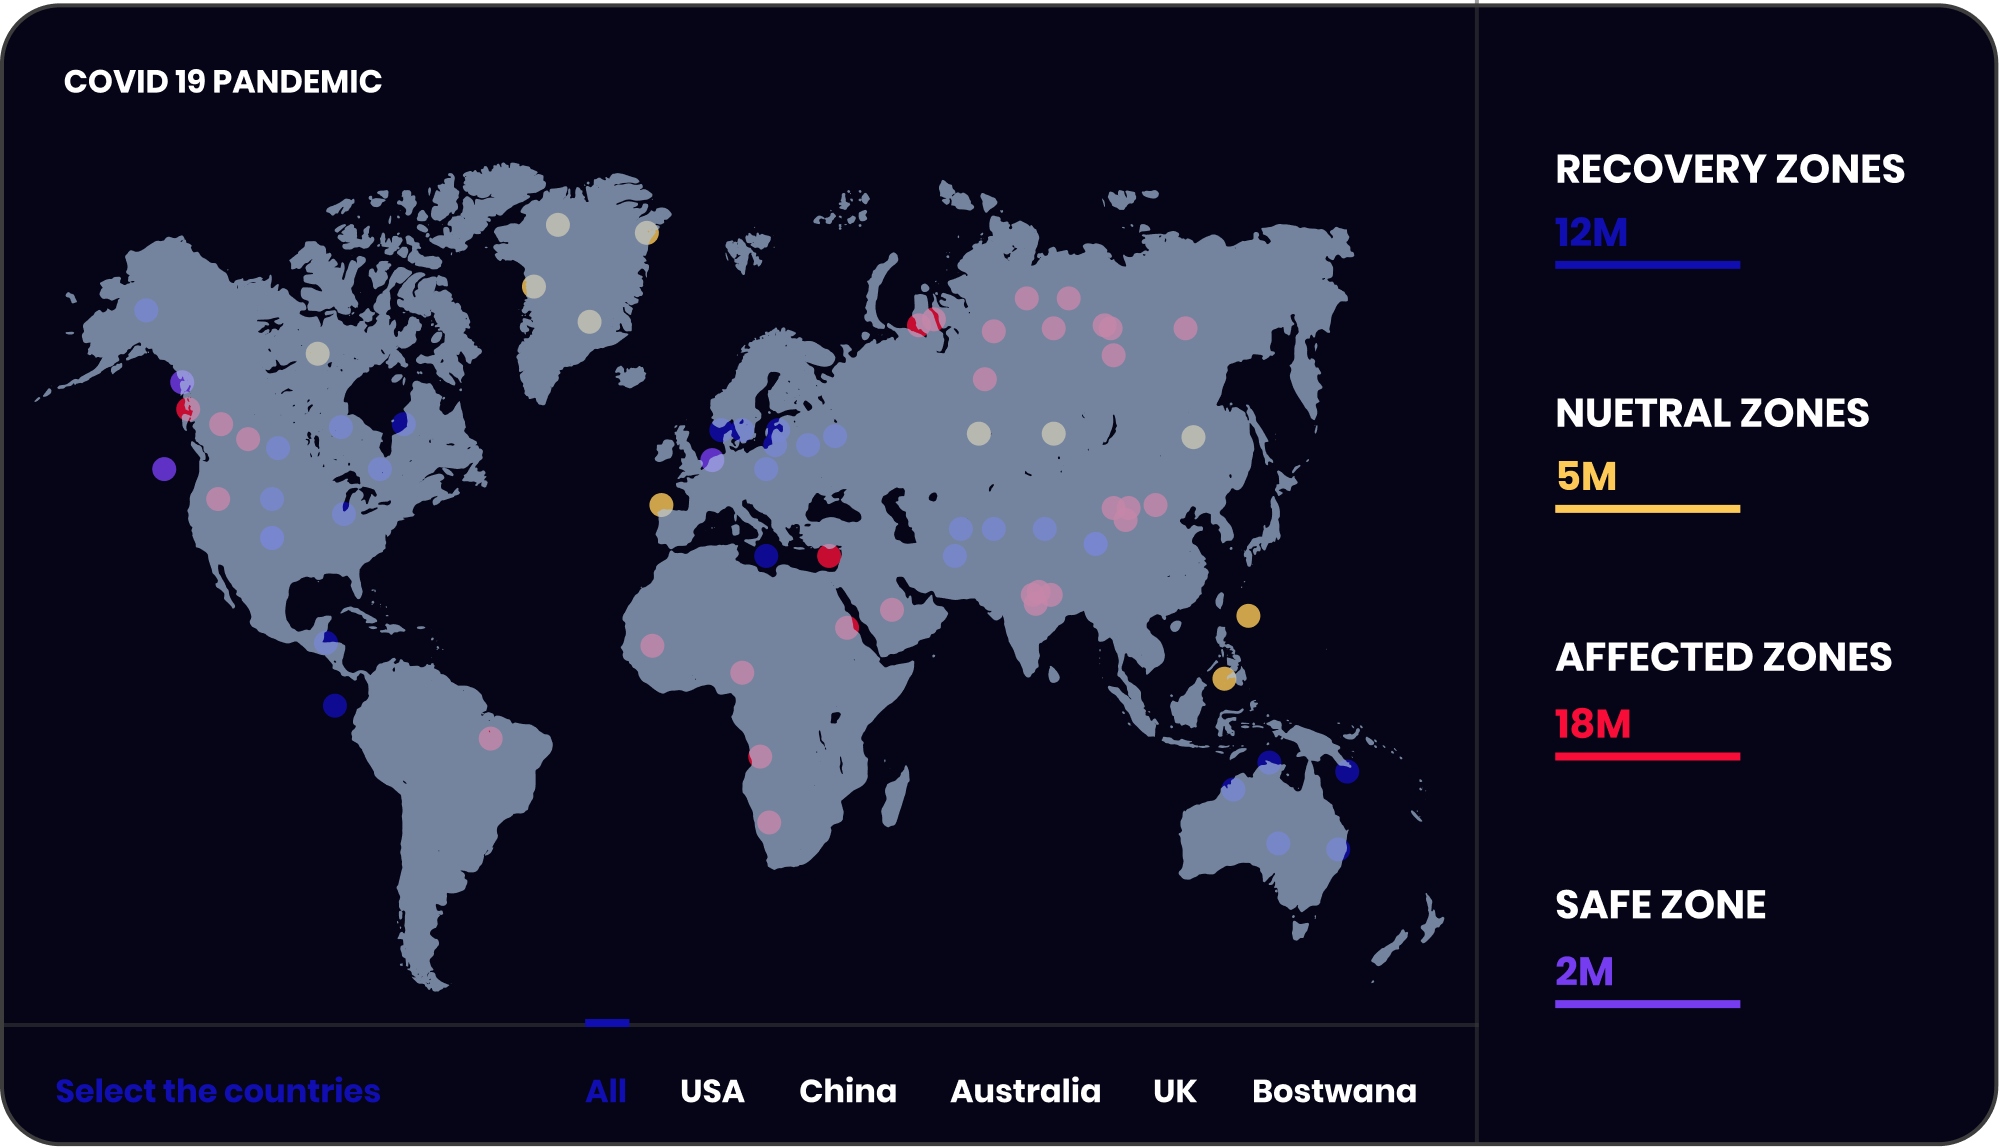 COVID 19 PANDEMIC
RECOVERY ZONES
12M
NUETRAL ZONES
5M
AFFECTED ZONES
18M
SAFE ZONE
2M
Select the countries
All
USA
China
Australia
UK
Bostwana